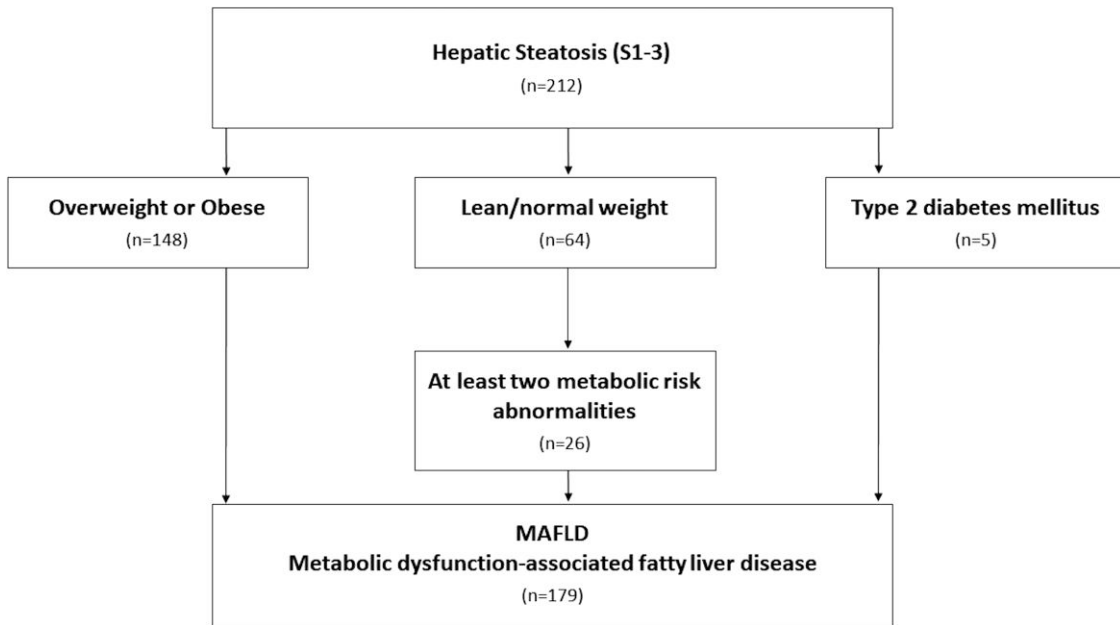 Hepatic Steatosis (S1-3)
(n=212)
Overweight or Obese
(n=148)
Lean/normal weight
(n=64)
Type 2 diabetes mellitus
(n=5)
At least two metabolic risk
abnormalities
(n=26)
MAFLD
Metabolic dysfunction-associated fatty liver disease
(n=179)